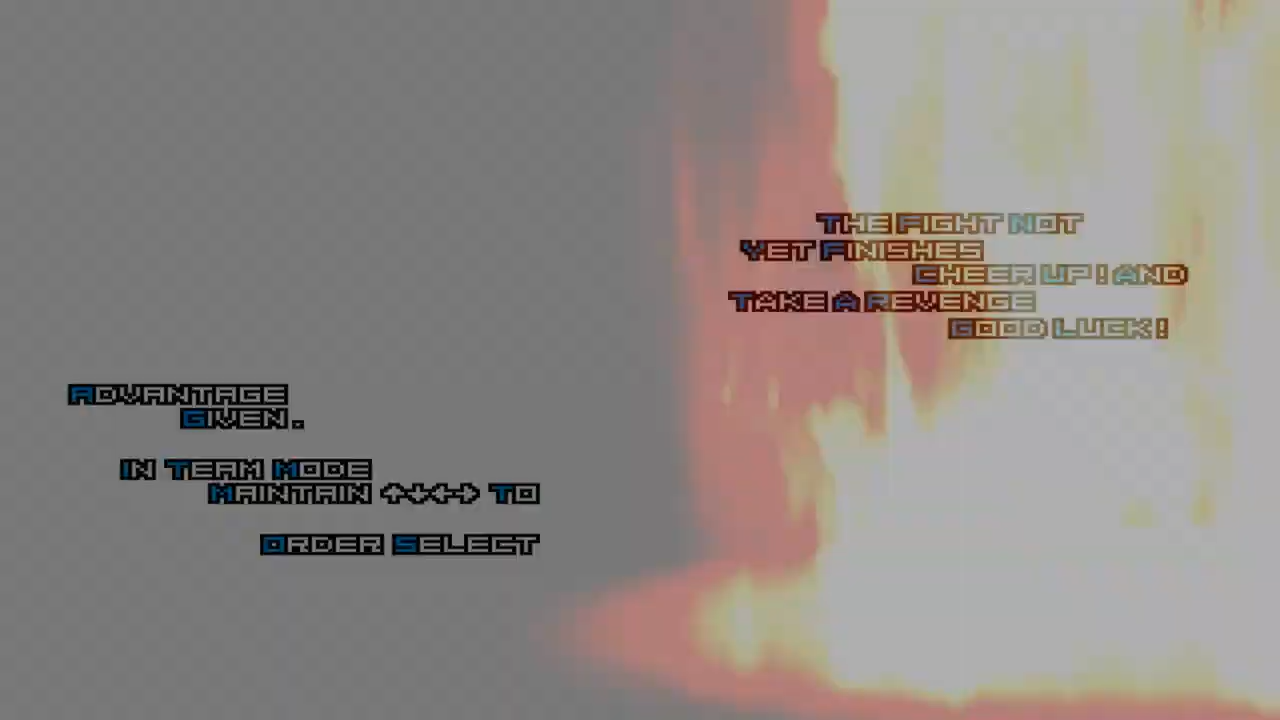 The Fight Not
Yet Finishes
Cheer Up! And
Take A Revenge
Good Luck!
Advantage
Given.
In Team Mode
Maintain ↑↓←→ To
Order Select